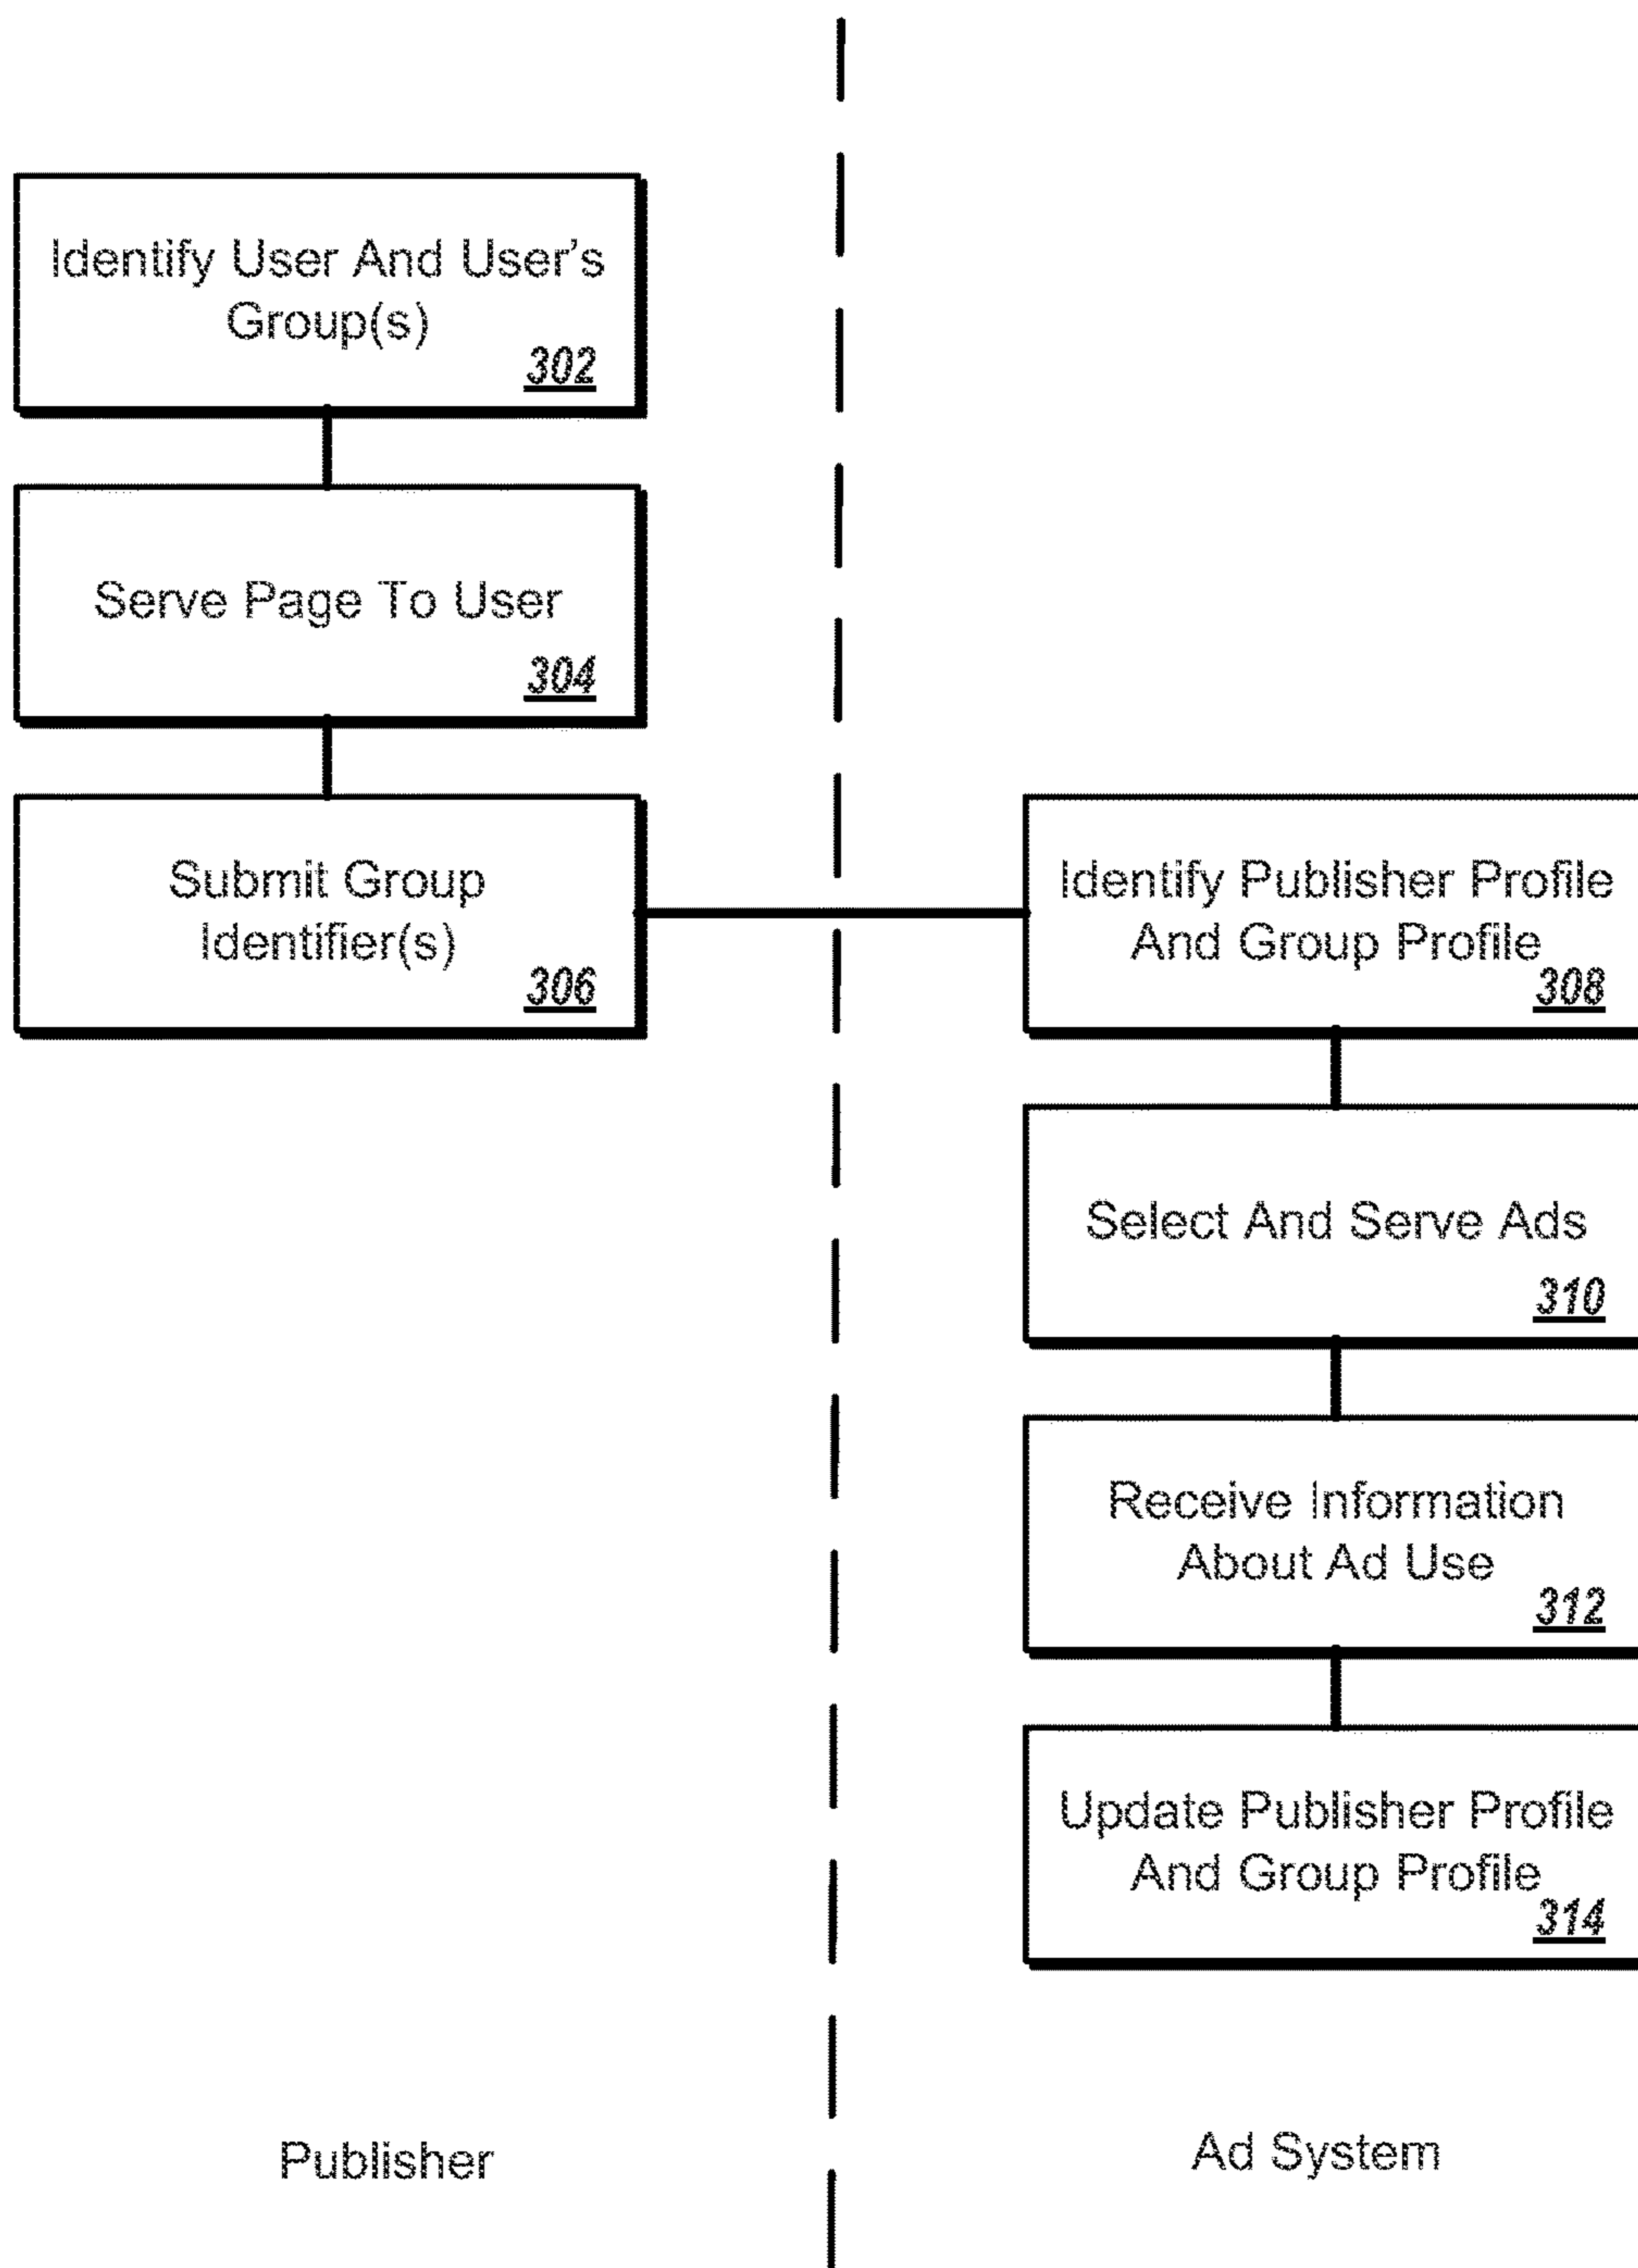 Identify User And User's
Group(s)
302
Serve Page To User
304
Submit Group
Identifier(s)
306
Identify Publisher Profile
And Group Profile
308
Select And Serve Ads
310
Receive Information
About Ad Use
312
Update Publisher Profile
And Group Profile
314
Publisher
Ad System